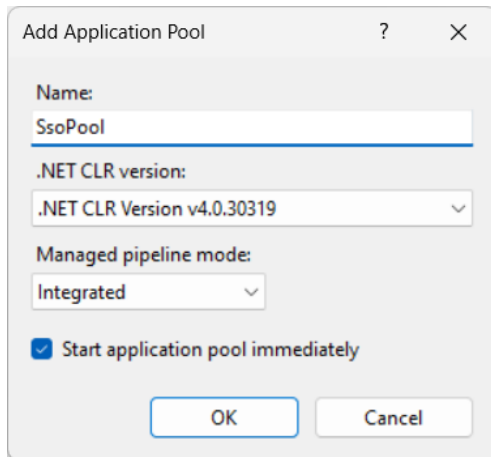 Add Application Pool ?
Name:
SsoPool
.NET CLR version:
.NET CLR Version v4.0.30319
Managed pipeline mode:
Integrated
Start application pool immediately
OK Cancel